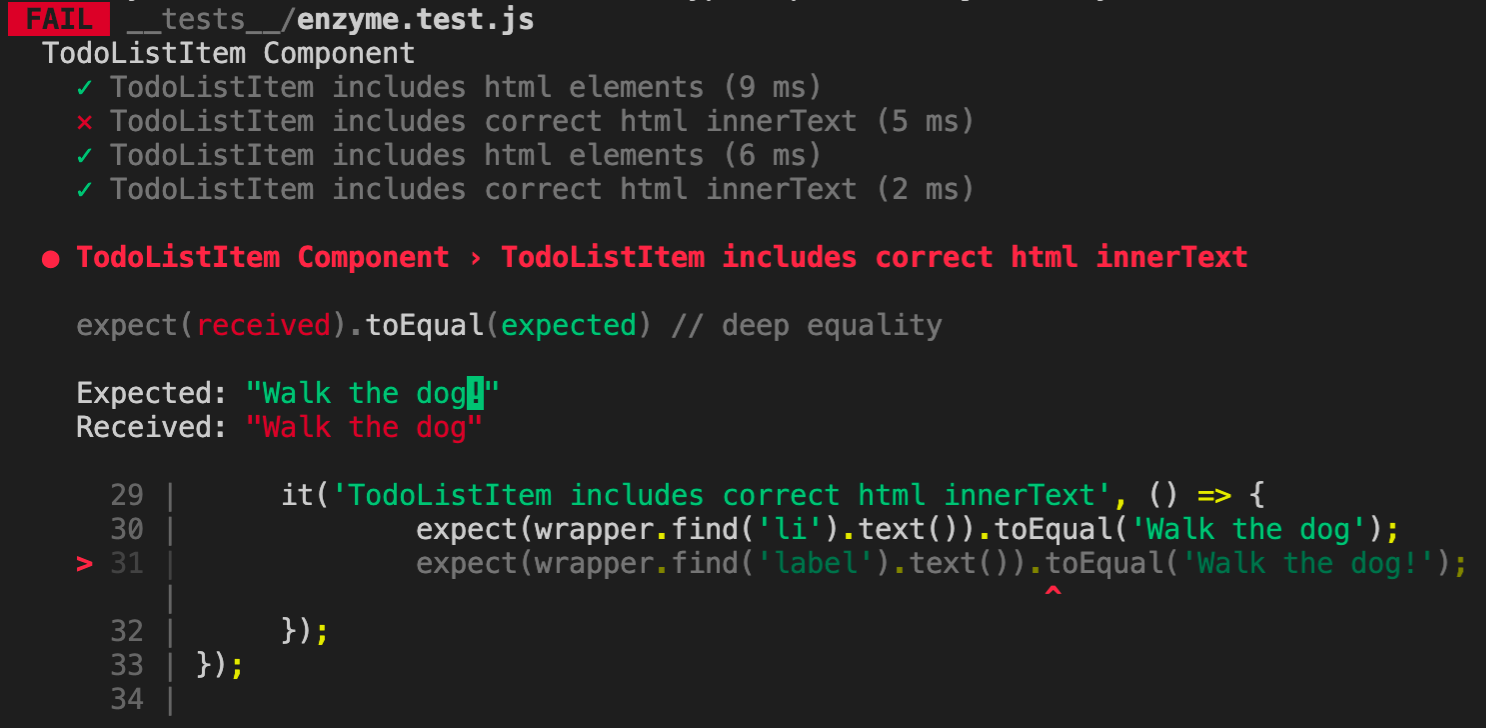 FAIL __tests__/enzyme.test.js
TodoListItem Component
✓ TodoListItem includes html elements (9 ms)
✕ TodoListItem includes correct html innerText (5 ms)
✓ TodoListItem includes html elements (6 ms)
✓ TodoListItem includes correct html innerText (2 ms)
● TodoListItem Component › TodoListItem includes correct html innerText
expect(received).toEqual(expected) // deep equality
Expected: "Walk the dog!"
Received: "Walk the dog"
29 | it('TodoListItem includes correct html innerText', () => {
30 | expect(wrapper.find('li').text()).toEqual('Walk the dog');
> 31 | expect(wrapper.find('label').text()).toEqual('Walk the dog!');
| ^
32 | });
33 | });
34 |